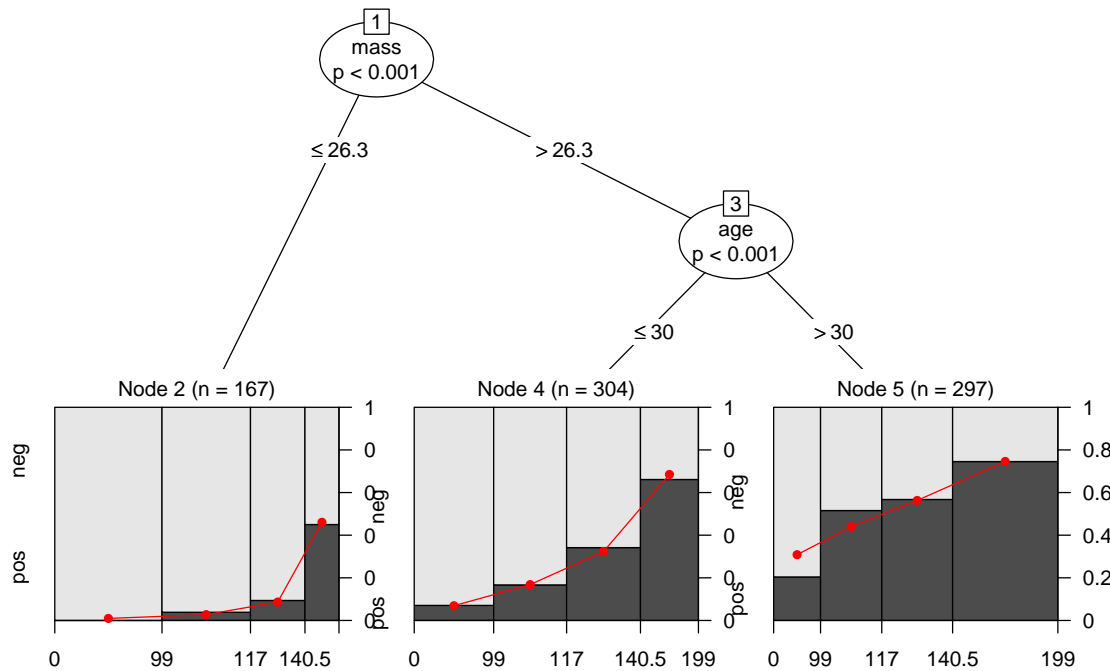 1
mass
p < 0.001
≤ 26.3
> 26.3
3
age
p < 0.001
≤ 30
> 30
Node 2 (n = 167)
neg
pos
0 99 117 140.5
1
0
0
0
0
0
Node 4 (n = 304)
neg
pos
0 99 117 140.5 199
1
0
0
0
0
0
Node 5 (n = 297)
neg
pos
0 99 117 140.5 199
1
0.8
0.6
0.4
0.2
0